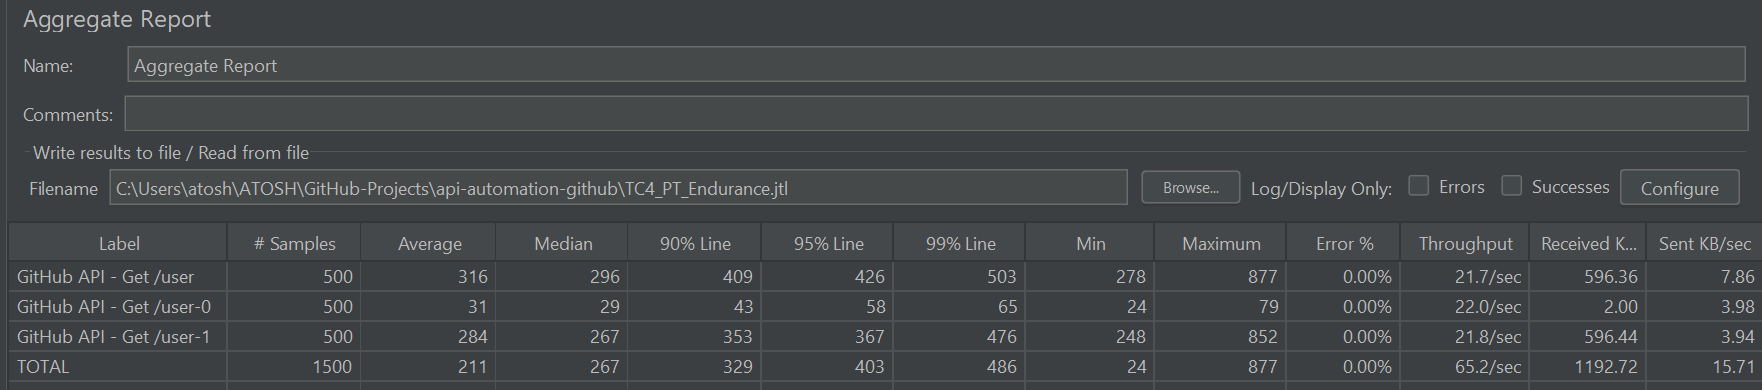 Aggregate Report
Name: Aggregate Report
Comments:
Write results to file / Read from file
Filename C:\Users\atosh\ATOSH\GitHub-Projects\api-automation-github\TC4_PT_Endurance.jtl Browse... Log/Display Only: Errors Successes Configure
Label # Samples Average Median 90% Line 95% Line 99% Line Min Maximum Error % Throughput Received K... Sent KB/sec
GitHub API - Get /user 500 316 296 409 426 503 278 877 0.00% 21.7/sec 596.36 7.86
GitHub API - Get /user-0 500 31 29 43 58 65 24 79 0.00% 22.0/sec 2.00 3.98
GitHub API - Get /user-1 500 284 267 353 367 476 248 852 0.00% 21.8/sec 596.44 3.94
TOTAL 1500 211 267 329 403 486 24 877 0.00% 65.2/sec 1192.72 15.71